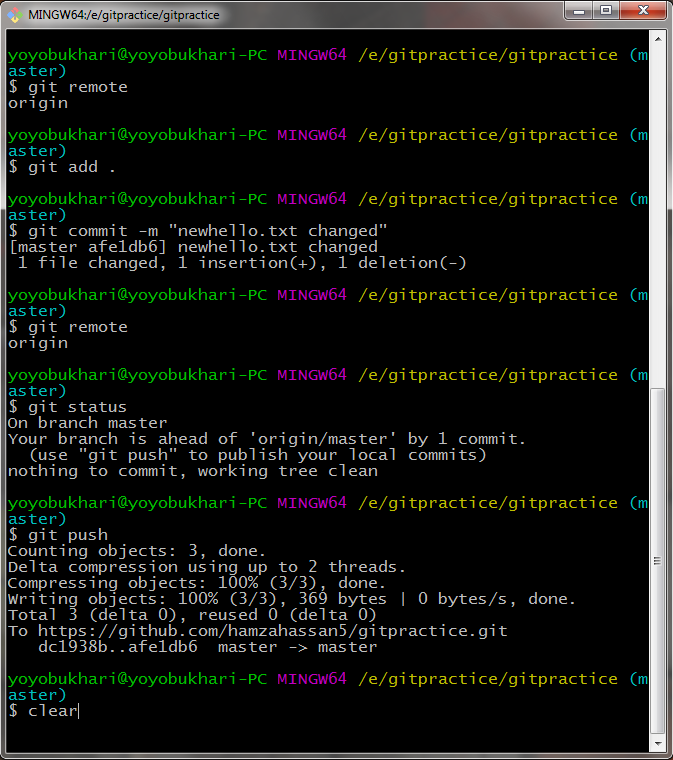 MINGW64:/e/gitpractice/gitpractice
yoyobukhari@yoyobukhari-PC MINGW64 /e/gitpractice/gitpractice (m
aster)
$ git remote
origin
yoyobukhari@yoyobukhari-PC MINGW64 /e/gitpractice/gitpractice (m
aster)
$ git add .
yoyobukhari@yoyobukhari-PC MINGW64 /e/gitpractice/gitpractice (m
aster)
$ git commit -m "newhello.txt changed"
[master afe1db6] newhello.txt changed
 1 file changed, 1 insertion(+), 1 deletion(-)
yoyobukhari@yoyobukhari-PC MINGW64 /e/gitpractice/gitpractice (m
aster)
$ git remote
origin
yoyobukhari@yoyobukhari-PC MINGW64 /e/gitpractice/gitpractice (m
aster)
$ git status
On branch master
Your branch is ahead of 'origin/master' by 1 commit.
  (use "git push" to publish your local commits)
nothing to commit, working tree clean
yoyobukhari@yoyobukhari-PC MINGW64 /e/gitpractice/gitpractice (m
aster)
$ git push
Counting objects: 3, done.
Delta compression using up to 2 threads.
Compressing objects: 100% (3/3), done.
Writing objects: 100% (3/3), 369 bytes | 0 bytes/s, done.
Total 3 (delta 0), reused 0 (delta 0)
To https://github.com/hamzahassan5/gitpractice.git
   dc1938b..afe1db6  master -> master
yoyobukhari@yoyobukhari-PC MINGW64 /e/gitpractice/gitpractice (m
aster)
$ clear